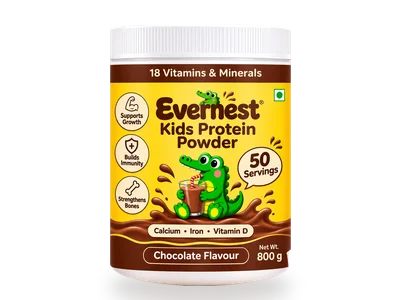 18 Vitamins & Minerals
Evernest®
Kids Protein
Powder
Supports
Growth
Builds
Immunity
Strengthens
Bones
50
Servings
Calcium • Iron • Vitamin D
Chocolate Flavour
Net Wt.
800 g